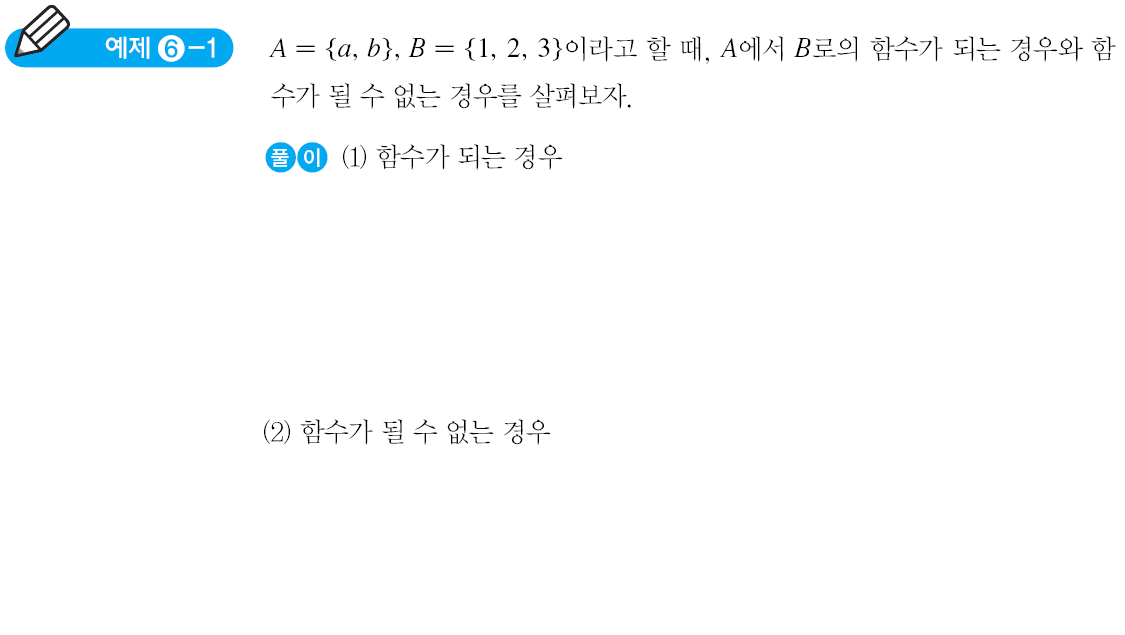 예제 6-1
A = {a, b}, B = {1, 2, 3}이라고 할 때, A에서 B로의 함수가 되는 경우와 함
수가 될 수 없는 경우를 살펴보자.
풀이 (1) 함수가 되는 경우
(2) 함수가 될 수 없는 경우